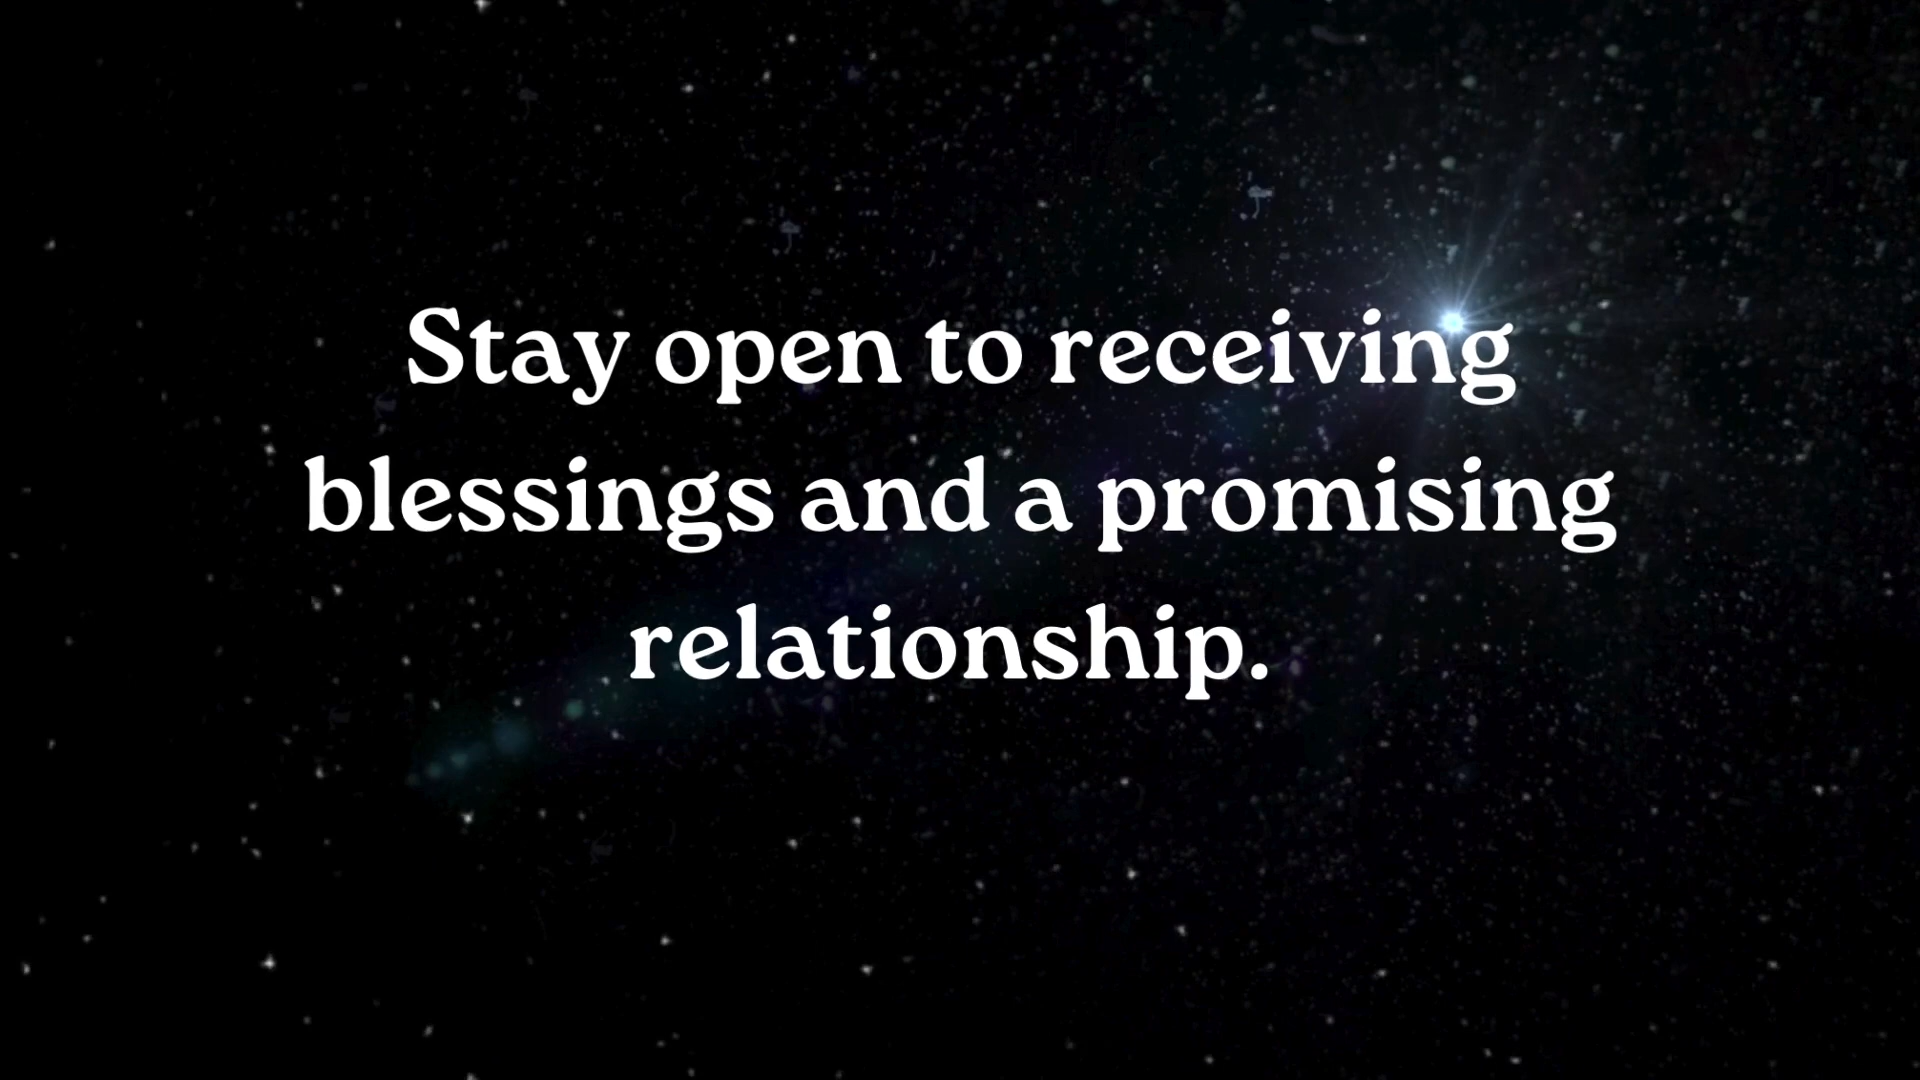 Stay open to receiving
blessings and a promising
relationship.